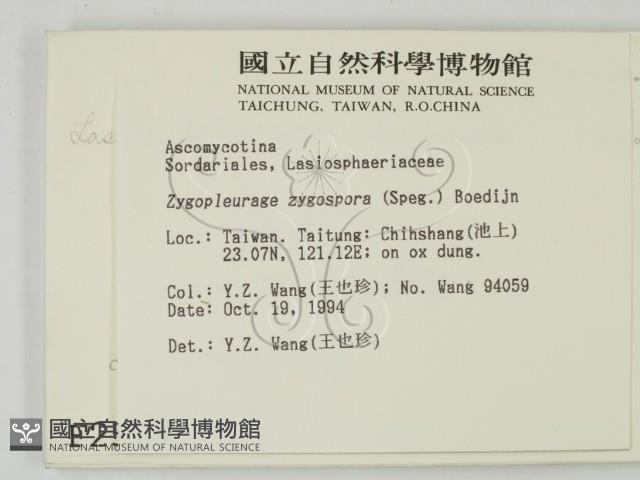 國立自然科學博物館
NATIONAL MUSEUM OF NATURAL SCIENCE
TAICHUNG, TAIWAN, R.O.CHINA
Las
Ascomycotina
Sordariales, Lasiosphaeriaceae
Zygopleurage zygospora (Speg.) Boedijn
Loc.: Taiwan. Taitung: Chihshang(池上)
23.07N, 121.12E; on ox dung.
Col.: Y.Z. Wang(王也珍); No. Wang 94059
Date: Oct. 19, 1994
Det.: Y.Z. Wang(王也珍)
國立自然科學博物館
NATIONAL MUSEUM OF NATURAL SCIENCE